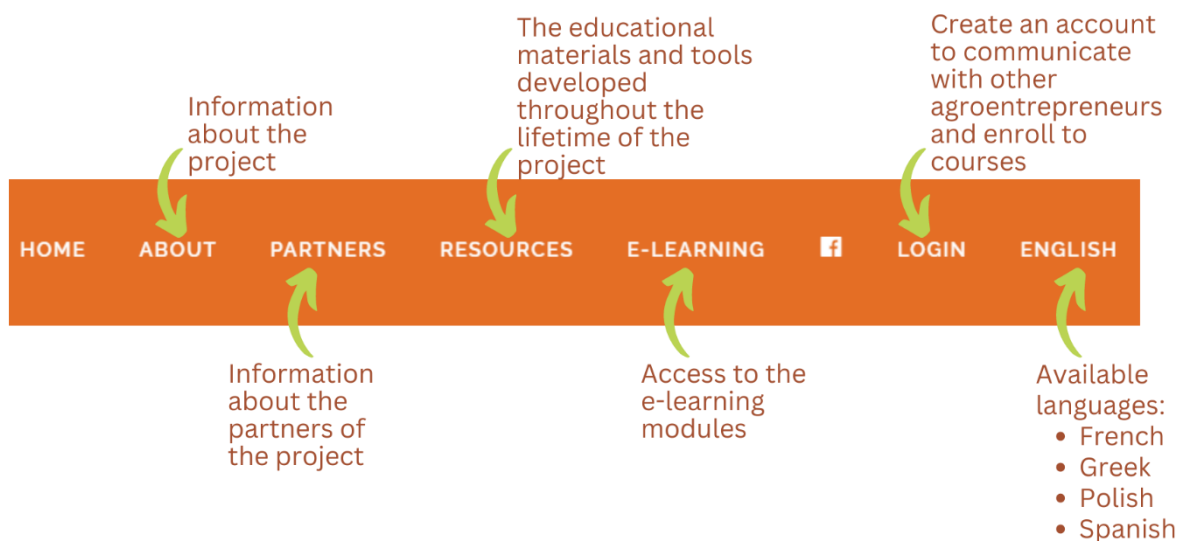 The educational
materials and tools
developed
throughout the
lifetime of the
project
Create an account
to communicate
with other
agroentrepreneurs
and enroll to
courses
Information
about the
project
HOME ABOUT PARTNERS RESOURCES E-LEARNING f LOGIN ENGLISH
Information
about the
partners of
the project
Access to the
e-learning
modules
Available
languages:
• French
• Greek
• Polish
• Spanish